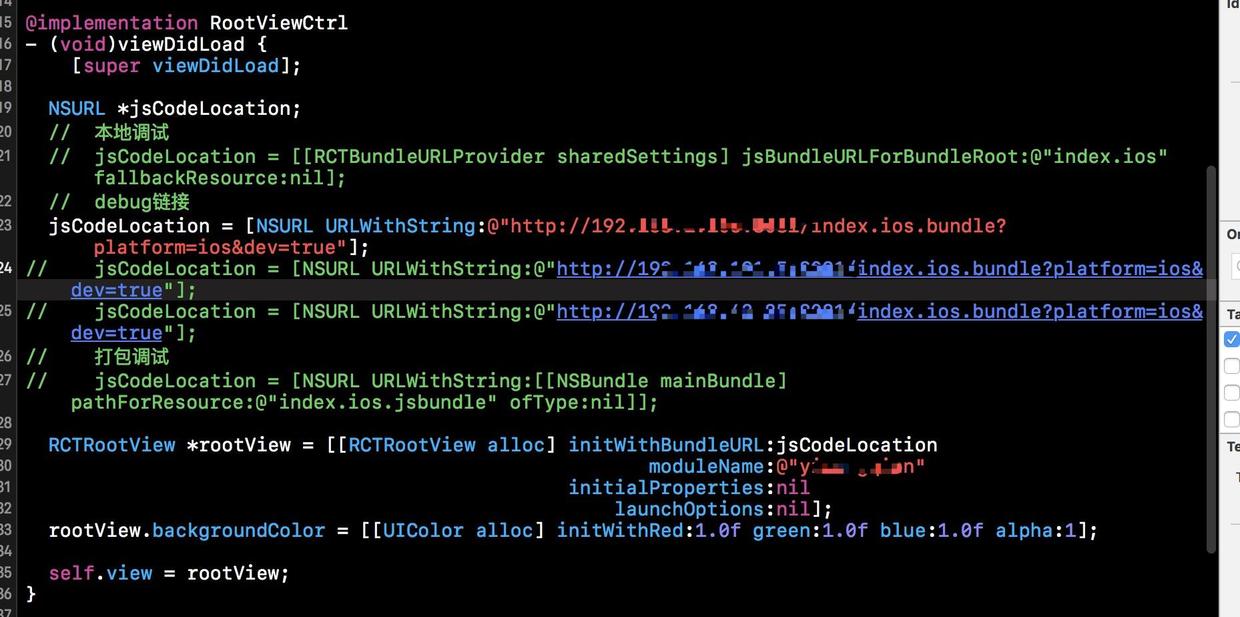 14
15 @implementation RootViewCtrl
16 - (void)viewDidLoad {
17 [super viewDidLoad];
18
19 NSURL *jsCodeLocation;
20 // 本地调试
21 // jsCodeLocation = [[RCTBundleURLProvider sharedSettings] jsBundleURLForBundleRoot:@"index.ios"
fallbackResource:nil];
22 // debug链接
23 jsCodeLocation = [NSURL URLWithString:@"http://192. index.ios.bundle?
platform=ios&dev=true"];
24 // jsCodeLocation = [NSURL URLWithString:@"http://19 index.ios.bundle?platform=ios&
dev=true"];
25 // jsCodeLocation = [NSURL URLWithString:@"http://19 index.ios.bundle?platform=ios&
dev=true"];
26 // 打包调试
27 // jsCodeLocation = [NSURL URLWithString:[[NSBundle mainBundle]
pathForResource:@"index.ios.jsbundle" ofType:nil]];
28
29 RCTRootView *rootView = [[RCTRootView alloc] initWithBundleURL:jsCodeLocation
30 moduleName:@"y n"
31 initialProperties:nil
32 launchOptions:nil];
33 rootView.backgroundColor = [[UIColor alloc] initWithRed:1.0f green:1.0f blue:1.0f alpha:1];
34
35 self.view = rootView;
36 }
37